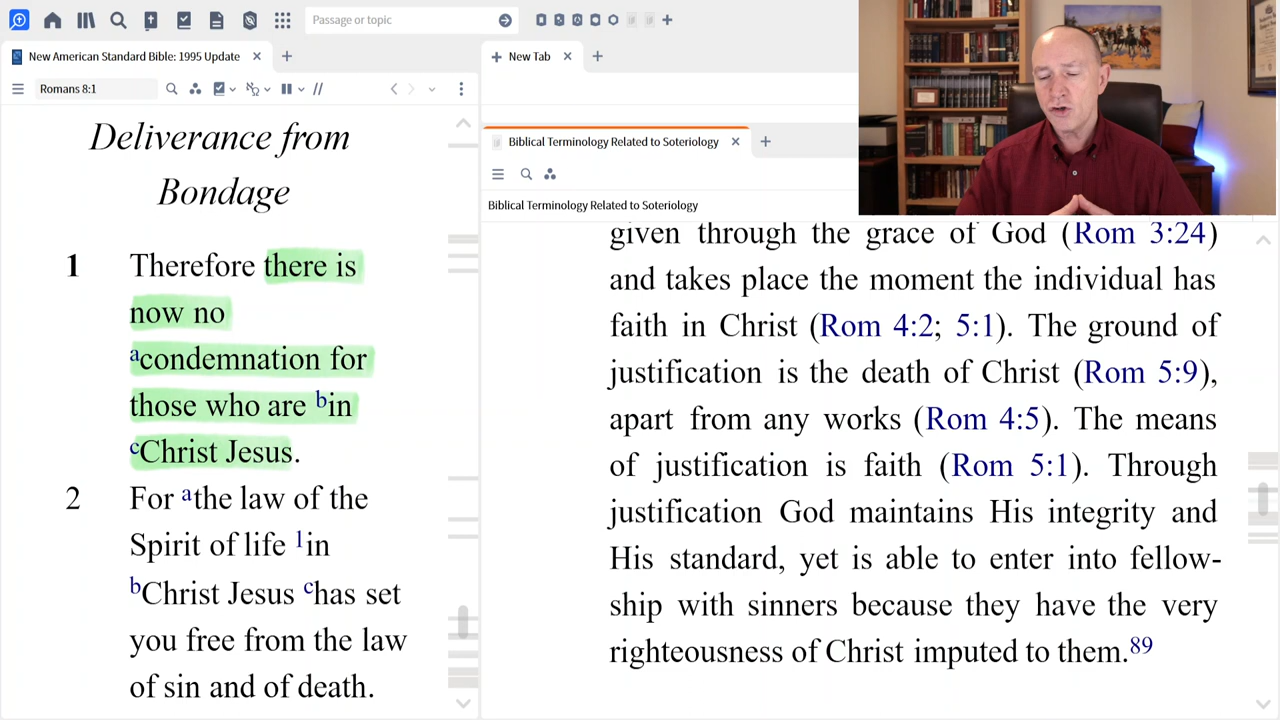 Passage or topic
New American Standard Bible: 1995 Update
New Tab
Romans 8:1
Deliverance from
Bondage
1 Therefore there is
now no
acondemnation for
those who are bin
cChrist Jesus.
2 For athe law of the
Spirit of life 1in
bChrist Jesus chas set
you free from the law
of sin and of death.
Biblical Terminology Related to Soteriology
Biblical Terminology Related to Soteriology
given through the grace of God (Rom 3:24)
and takes place the moment the individual has
faith in Christ (Rom 4:2; 5:1). The ground of
justification is the death of Christ (Rom 5:9),
apart from any works (Rom 4:5). The means
of justification is faith (Rom 5:1). Through
justification God maintains His integrity and
His standard, yet is able to enter into fellow-
ship with sinners because they have the very
righteousness of Christ imputed to them.89